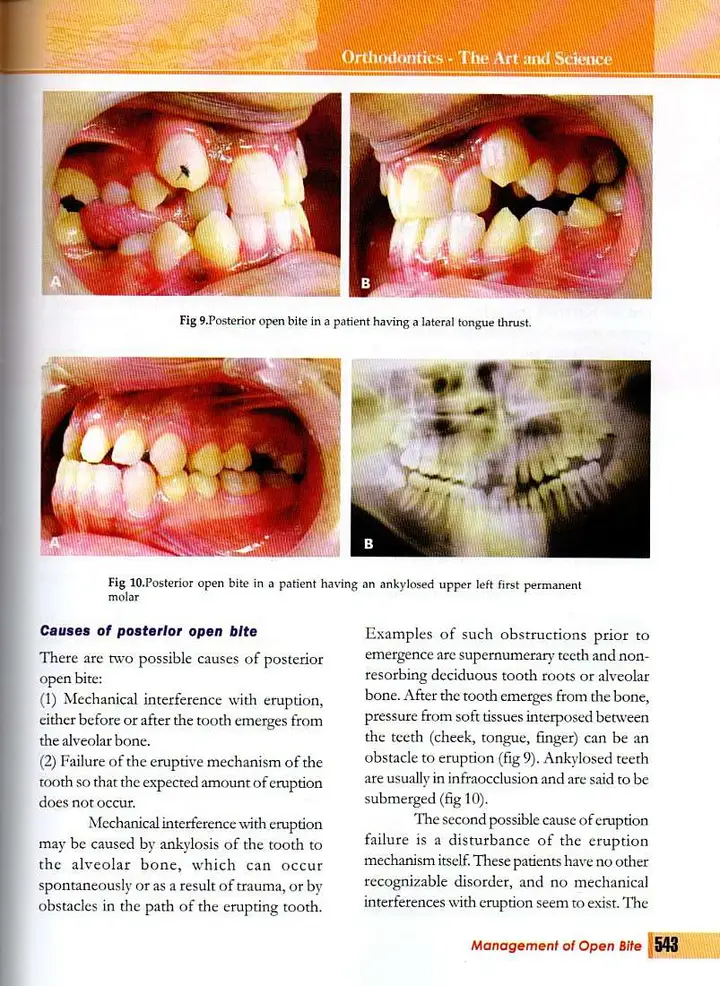 Orthodontics - The Art and Science
A
B
Fig 9.Posterior open bite in a patient having a lateral tongue thrust.
A
B
Fig 10.Posterior open bite in a patient having an ankylosed upper left first permanent
molar
Causes of posterior open bite
There are two possible causes of posterior
open bite:
(1) Mechanical interference with eruption,
either before or after the tooth emerges from
the alveolar bone.
(2) Failure of the eruptive mechanism of the
tooth so that the expected amount of eruption
does not occur.
Mechanical interference with eruption
may be caused by ankylosis of the tooth to
the alveolar bone, which can occur
spontaneously or as a result of trauma, or by
obstacles in the path of the erupting tooth.
Examples of such obstructions prior to
emergence are supernumerary teeth and non-
resorbing deciduous tooth roots or alveolar
bone. After the tooth emerges from the bone,
pressure from soft tissues interposed between
the teeth (cheek, tongue, finger) can be an
obstacle to eruption (fig 9). Ankylosed teeth
are usually in infraocclusion and are said to be
submerged (fig 10).
The second possible cause of eruption
failure is a disturbance of the eruption
mechanism itself. These patients have no other
recognizable disorder, and no mechanical
interferences with eruption seem to exist. The
Management of Open Bite 543